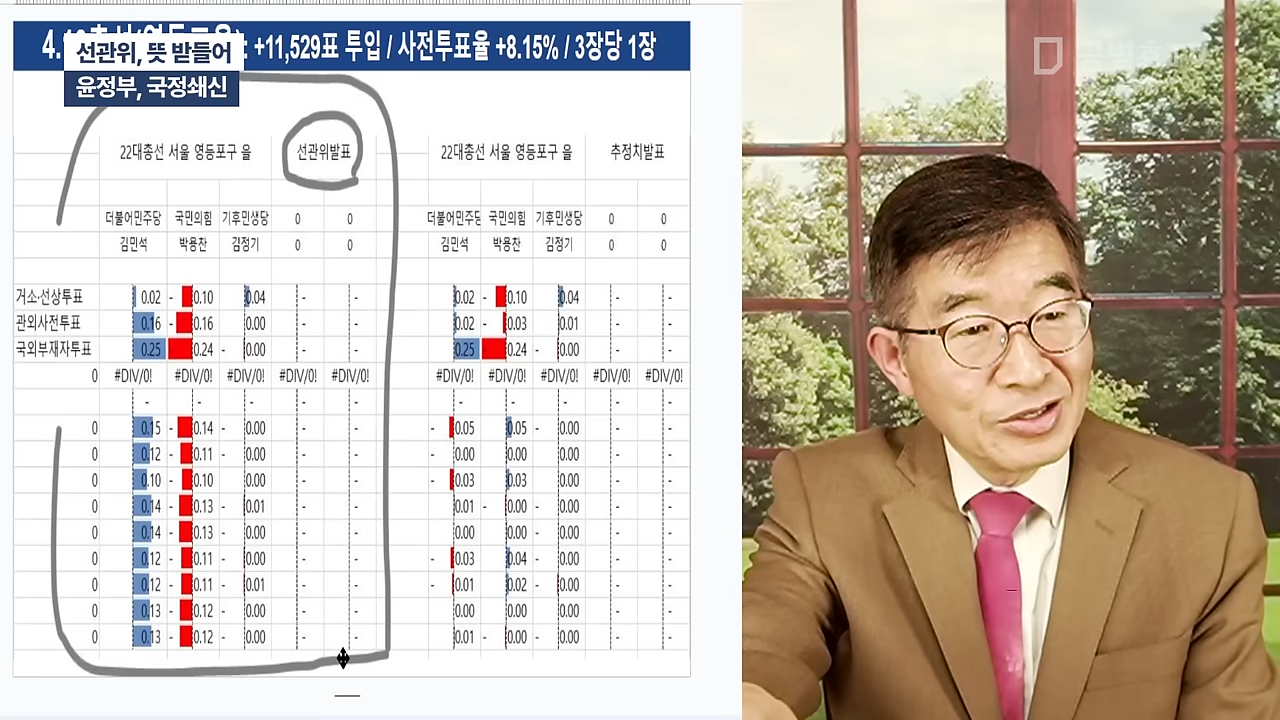 +11,529표 투입 / 사전투표율 +8.15% / 3장당 1장
선관위, 뜻 받들어
윤정부, 국정쇄신
22대총선 서울 영등포구 을 선관위발표 22대총선 서울 영등포구 을 추정치발표
더불어민주당 국민의힘 기후민생당 0 0 더불어민주당 국민의힘 기후민생당 0 0
김민석 박용찬 김정기 0 0 김민석 박용찬 김정기 0 0
거소·선상투표 0.02 - 0.10 0.04 - - 0.02 - 0.10 0.04 - -
관외사전투표 0.16 - 0.16 0.00 - - 0.02 - 0.03 0.01 - -
국외부재자투표 0.25 - 0.24 - 0.00 - - 0.25 - 0.24 - 0.00 - -
0 #DIV/0! #DIV/0! #DIV/0! #DIV/0! #DIV/0! #DIV/0! #DIV/0! #DIV/0! #DIV/0! #DIV/0!
- - - - - - - - - -
0 0.15 - 0.14 - 0.00 - - - 0.05 0.05 - 0.00 - -
0 0.12 - 0.11 - 0.00 - - - 0.00 0.00 - 0.00 - -
0 0.10 - 0.10 - 0.00 - - - 0.03 0.03 - 0.00 - -
0 0.14 - 0.13 - 0.01 - - 0.01 - 0.00 - 0.00 - -
0 0.14 - 0.13 - 0.00 - - 0.00 0.00 - 0.00 - -
0 0.12 - 0.11 - 0.00 - - - 0.03 0.04 - 0.00 - -
0 0.12 - 0.11 - 0.01 - - - 0.01 0.02 - 0.00 - -
0 0.13 - 0.12 - 0.00 - - 0.00 0.00 - 0.00 - -
0 0.13 - 0.12 - 0.00 - - 0.01 - 0.00 - 0.00 - -